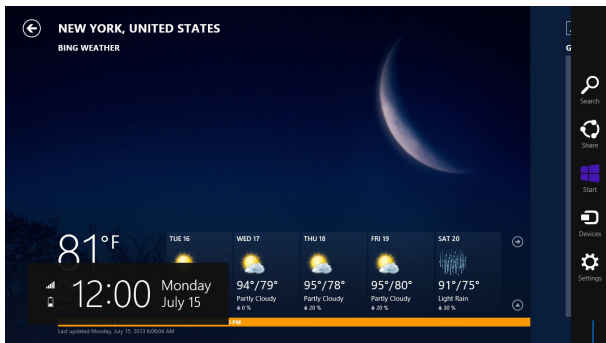 NEW YORK, UNITED STATES
BING WEATHER
G
Search
Share
Start
Devices
Settings
81°F
TUE 16
WED 17
94°/79°
Partly Cloudy
0 %
THU 18
95°/78°
Partly Cloudy
20 %
FRI 19
95°/80°
Partly Cloudy
20 %
SAT 20
91°/75°
Light Rain
30 %
12:00
Monday
July 15
PM
Last updated Monday, July 15, 2013 6:06:04 AM